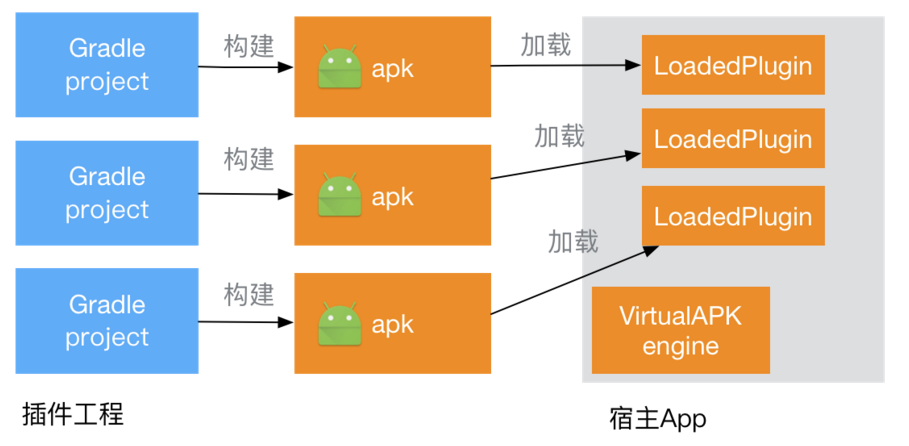 Gradle
project
构建
apk
加载
LoadedPlugin
Gradle
project
构建
apk
加载
LoadedPlugin
Gradle
project
构建
apk
加载
LoadedPlugin
VirtualAPK
engine
插件工程
宿主App